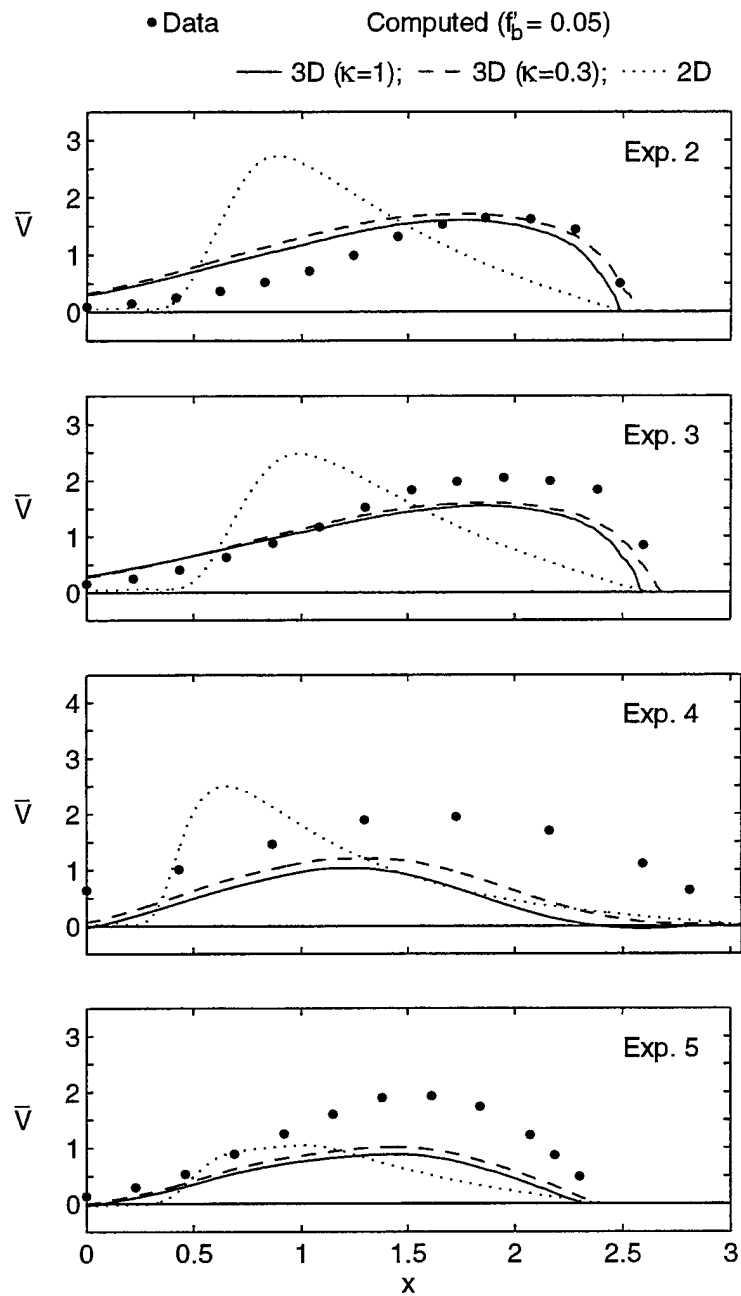 • Data Computed (f'b = 0.05)
— 3D (κ=1); – – 3D (κ=0.3); ······ 2D
3
2
1
0
V̅
Exp. 2
3
2
1
0
V̅
Exp. 3
4
3
2
1
0
V̅
Exp. 4
3
2
1
0
V̅
Exp. 5
0 0.5 1 1.5 2 2.5 3
x